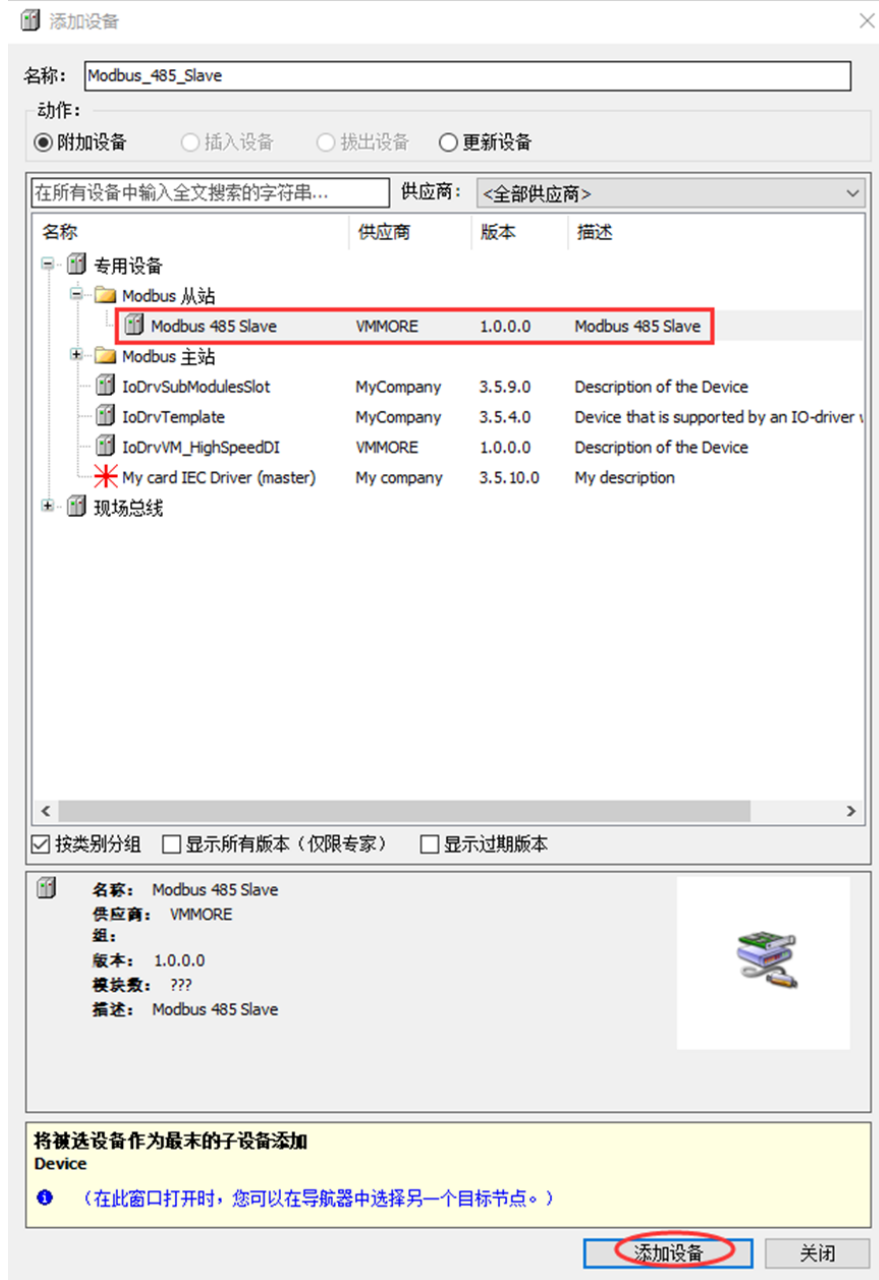 添加设备
名称： Modbus_485_Slave
动作：
附加设备 插入设备 拔出设备 更新设备
在所有设备中输入全文搜索的字符串... 供应商： <全部供应商>
名称 供应商 版本 描述
专用设备
Modbus 从站
Modbus 485 Slave VMMORE 1.0.0.0 Modbus 485 Slave
Modbus 主站
IoDrvSubModulesSlot MyCompany 3.5.9.0 Description of the Device
IoDrvTemplate MyCompany 3.5.4.0 Device that is supported by an IO-driver
IoDrvVM_HighSpeedDI VMMORE 1.0.0.0 Description of the Device
My card IEC Driver (master) My company 3.5.10.0 My description
现场总线
按类别分组 显示所有版本（仅限专家） 显示过期版本
名称： Modbus 485 Slave
供应商： VMMORE
组：
版本： 1.0.0.0
模块数： ???
描述： Modbus 485 Slave
将被选设备作为最末的子设备添加
Device
（在此窗口打开时，您可以在导航器中选择另一个目标节点。）
添加设备 关闭